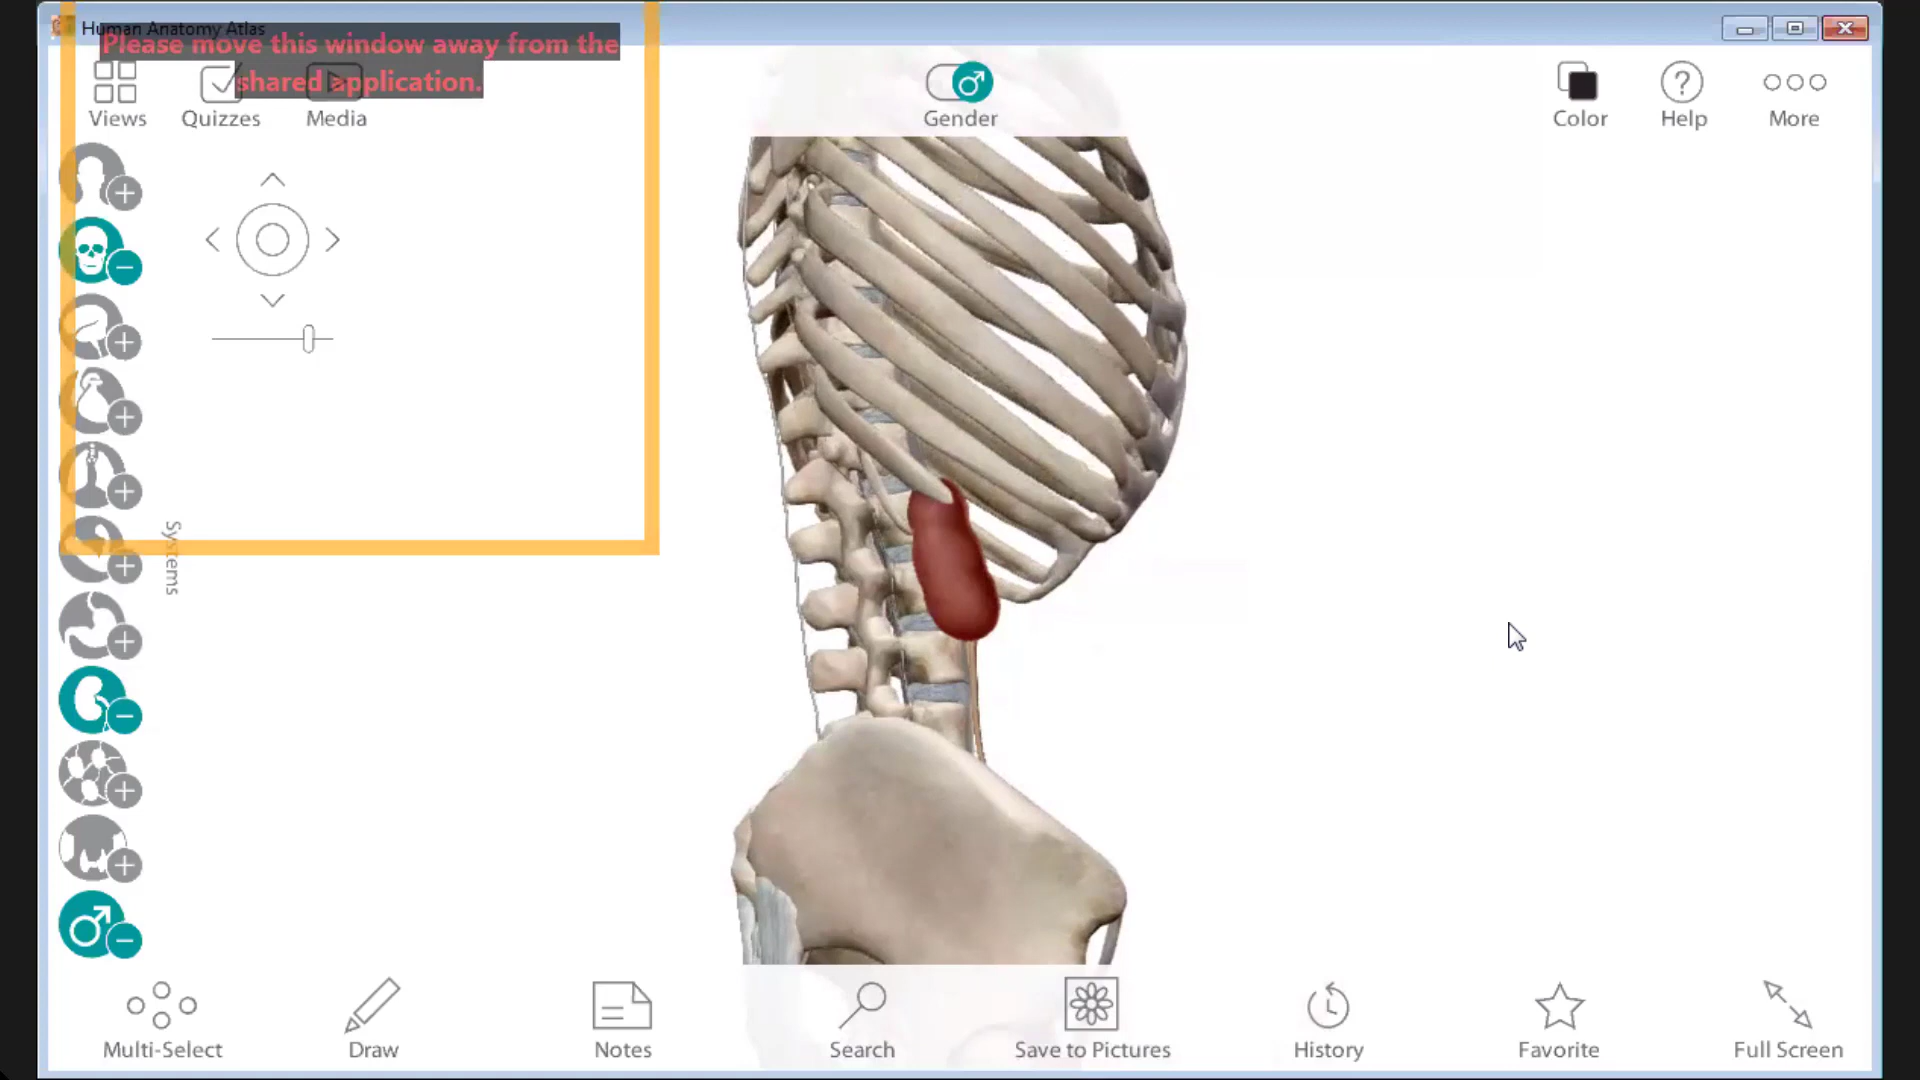 Human Anatomy Atlas
Please move this window away from the
shared application.
Views
Quizzes
Media
Gender
Color
Help
More
Systems
Multi-Select
Draw
Notes
Search
Save to Pictures
History
Favorite
Full Screen